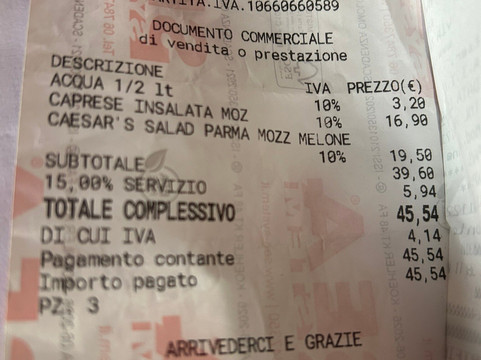 PARTITA.IVA.10660660589
DOCUMENTO COMMERCIALE
di vendita o prestazione
DESCRIZIONE IVA PREZZO(€)
ACQUA 1/2 lt 10% 3,20
CAPRESE INSALATA MOZ 10% 16,90
CAESAR'S SALAD PARMA MOZZ MELONE
10% 19,50
SUBTOTALE 39,60
15,00% SERVIZIO 5,94
TOTALE COMPLESSIVO 45,54
DI CUI IVA 4,14
Pagamento contante 45,54
Importo pagato 45,54
PZ. 3
ARRIVEDERCI E GRAZIE